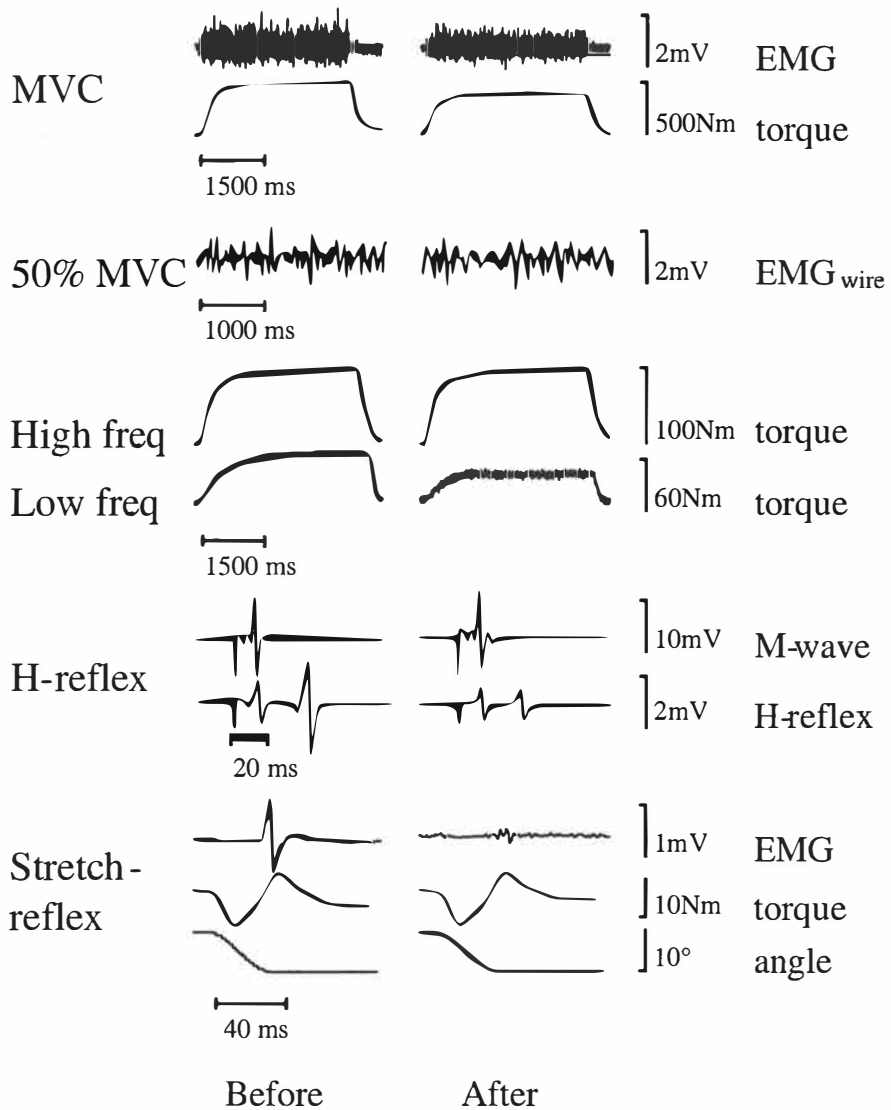 2mV EMG
MVC
500Nm torque
1500 ms
50% MVC 2mV EMG wire
1000 ms
High freq 100Nm torque
Low freq 60Nm torque
1500 ms
10mV M-wave
H-reflex
2mV H-reflex
20 ms
1mV EMG
Stretch-
reflex 10Nm torque
10° angle
40 ms
Before After